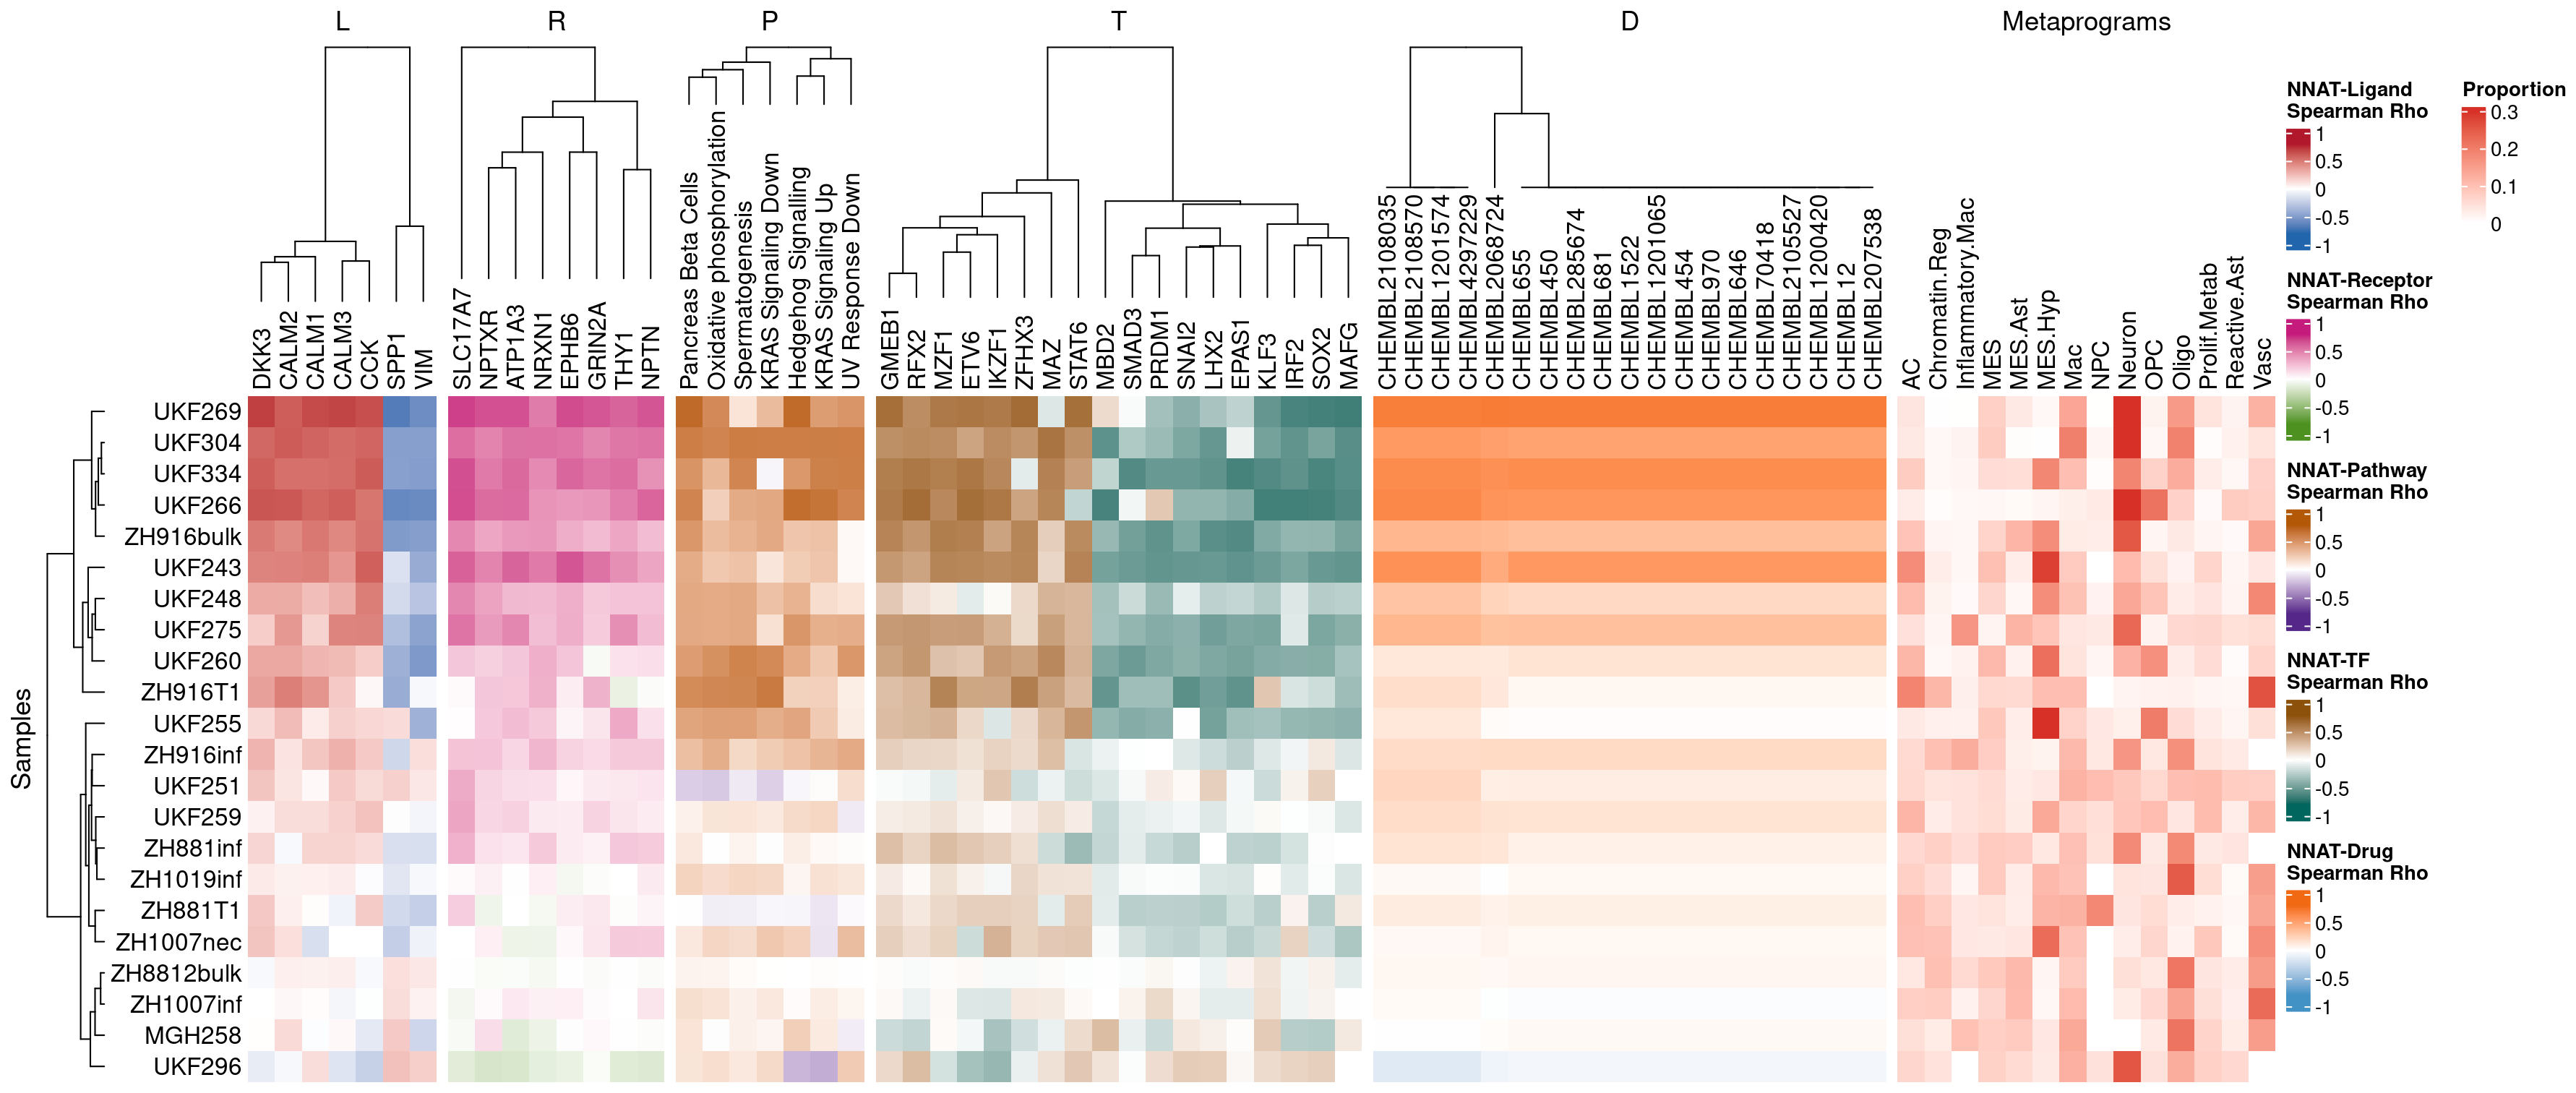 L R P T D Metaprograms
DKK3
CALM2
CALM1
CALM3
CCK
SPP1
VIM
SLC17A7
NPTXR
ATP1A3
NRXN1
EPHB6
GRIN2A
THY1
NPTN
Pancreas Beta Cells
Oxidative phosphorylation
Spermatogenesis
KRAS Signaling Down
Hedgehog Signalling
KRAS Signaling Up
UV Response Down
GMEB1
RFX2
MZF1
ETV6
IKZF1
ZFHX3
MAZ
STAT6
MBD2
SMAD3
PRDM1
SNAI2
LHX2
EPAS1
KLF3
IRF2
SOX2
MAFG
CHEMBL2108035
CHEMBL2108570
CHEMBL1201574
CHEMBL4297229
CHEMBL2068724
CHEMBL655
CHEMBL450
CHEMBL285674
CHEMBL681
CHEMBL1522
CHEMBL1201065
CHEMBL454
CHEMBL970
CHEMBL646
CHEMBL70418
CHEMBL2105527
CHEMBL1200420
CHEMBL12
CHEMBL207538
AC
Chromatin.Reg
Inflammatory.Mac
MES
MES.Ast
MES.Hyp
Mac
NPC
Neuron
OPC
Oligo
Prolif.Metab
Reactive.Ast
Vasc
Samples
UKF269
UKF304
UKF334
UKF266
ZH916bulk
UKF243
UKF248
UKF275
UKF260
ZH916T1
UKF255
ZH916inf
UKF251
UKF259
ZH881inf
ZH1019inf
ZH881T1
ZH1007nec
ZH8812bulk
ZH1007inf
MGH258
UKF296
NNAT-Ligand
Spearman Rho
1
0.5
0
-0.5
-1
NNAT-Receptor
Spearman Rho
1
0.5
0
-0.5
-1
NNAT-Pathway
Spearman Rho
1
0.5
0
-0.5
-1
NNAT-TF
Spearman Rho
1
0.5
0
-0.5
-1
NNAT-Drug
Spearman Rho
1
0.5
0
-0.5
-1
Proportion
0.3
0.2
0.1
0